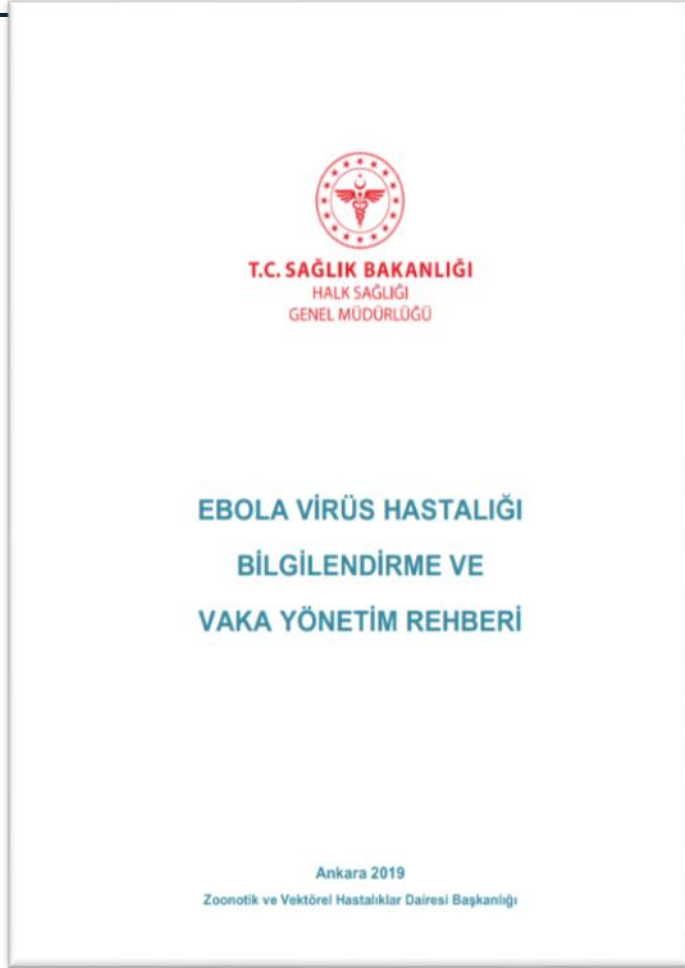 T.C. SAĞLIK BAKANLIĞI
HALK SAĞLIĞI
GENEL MÜDÜRLÜĞÜ
EBOLA VİRÜS HASTALIĞI
BİLGİLENDİRME VE
VAKA YÖNETİM REHBERİ
Ankara 2019
Zoonotik ve Vektörel Hastalıklar Dairesi Başkanlığı